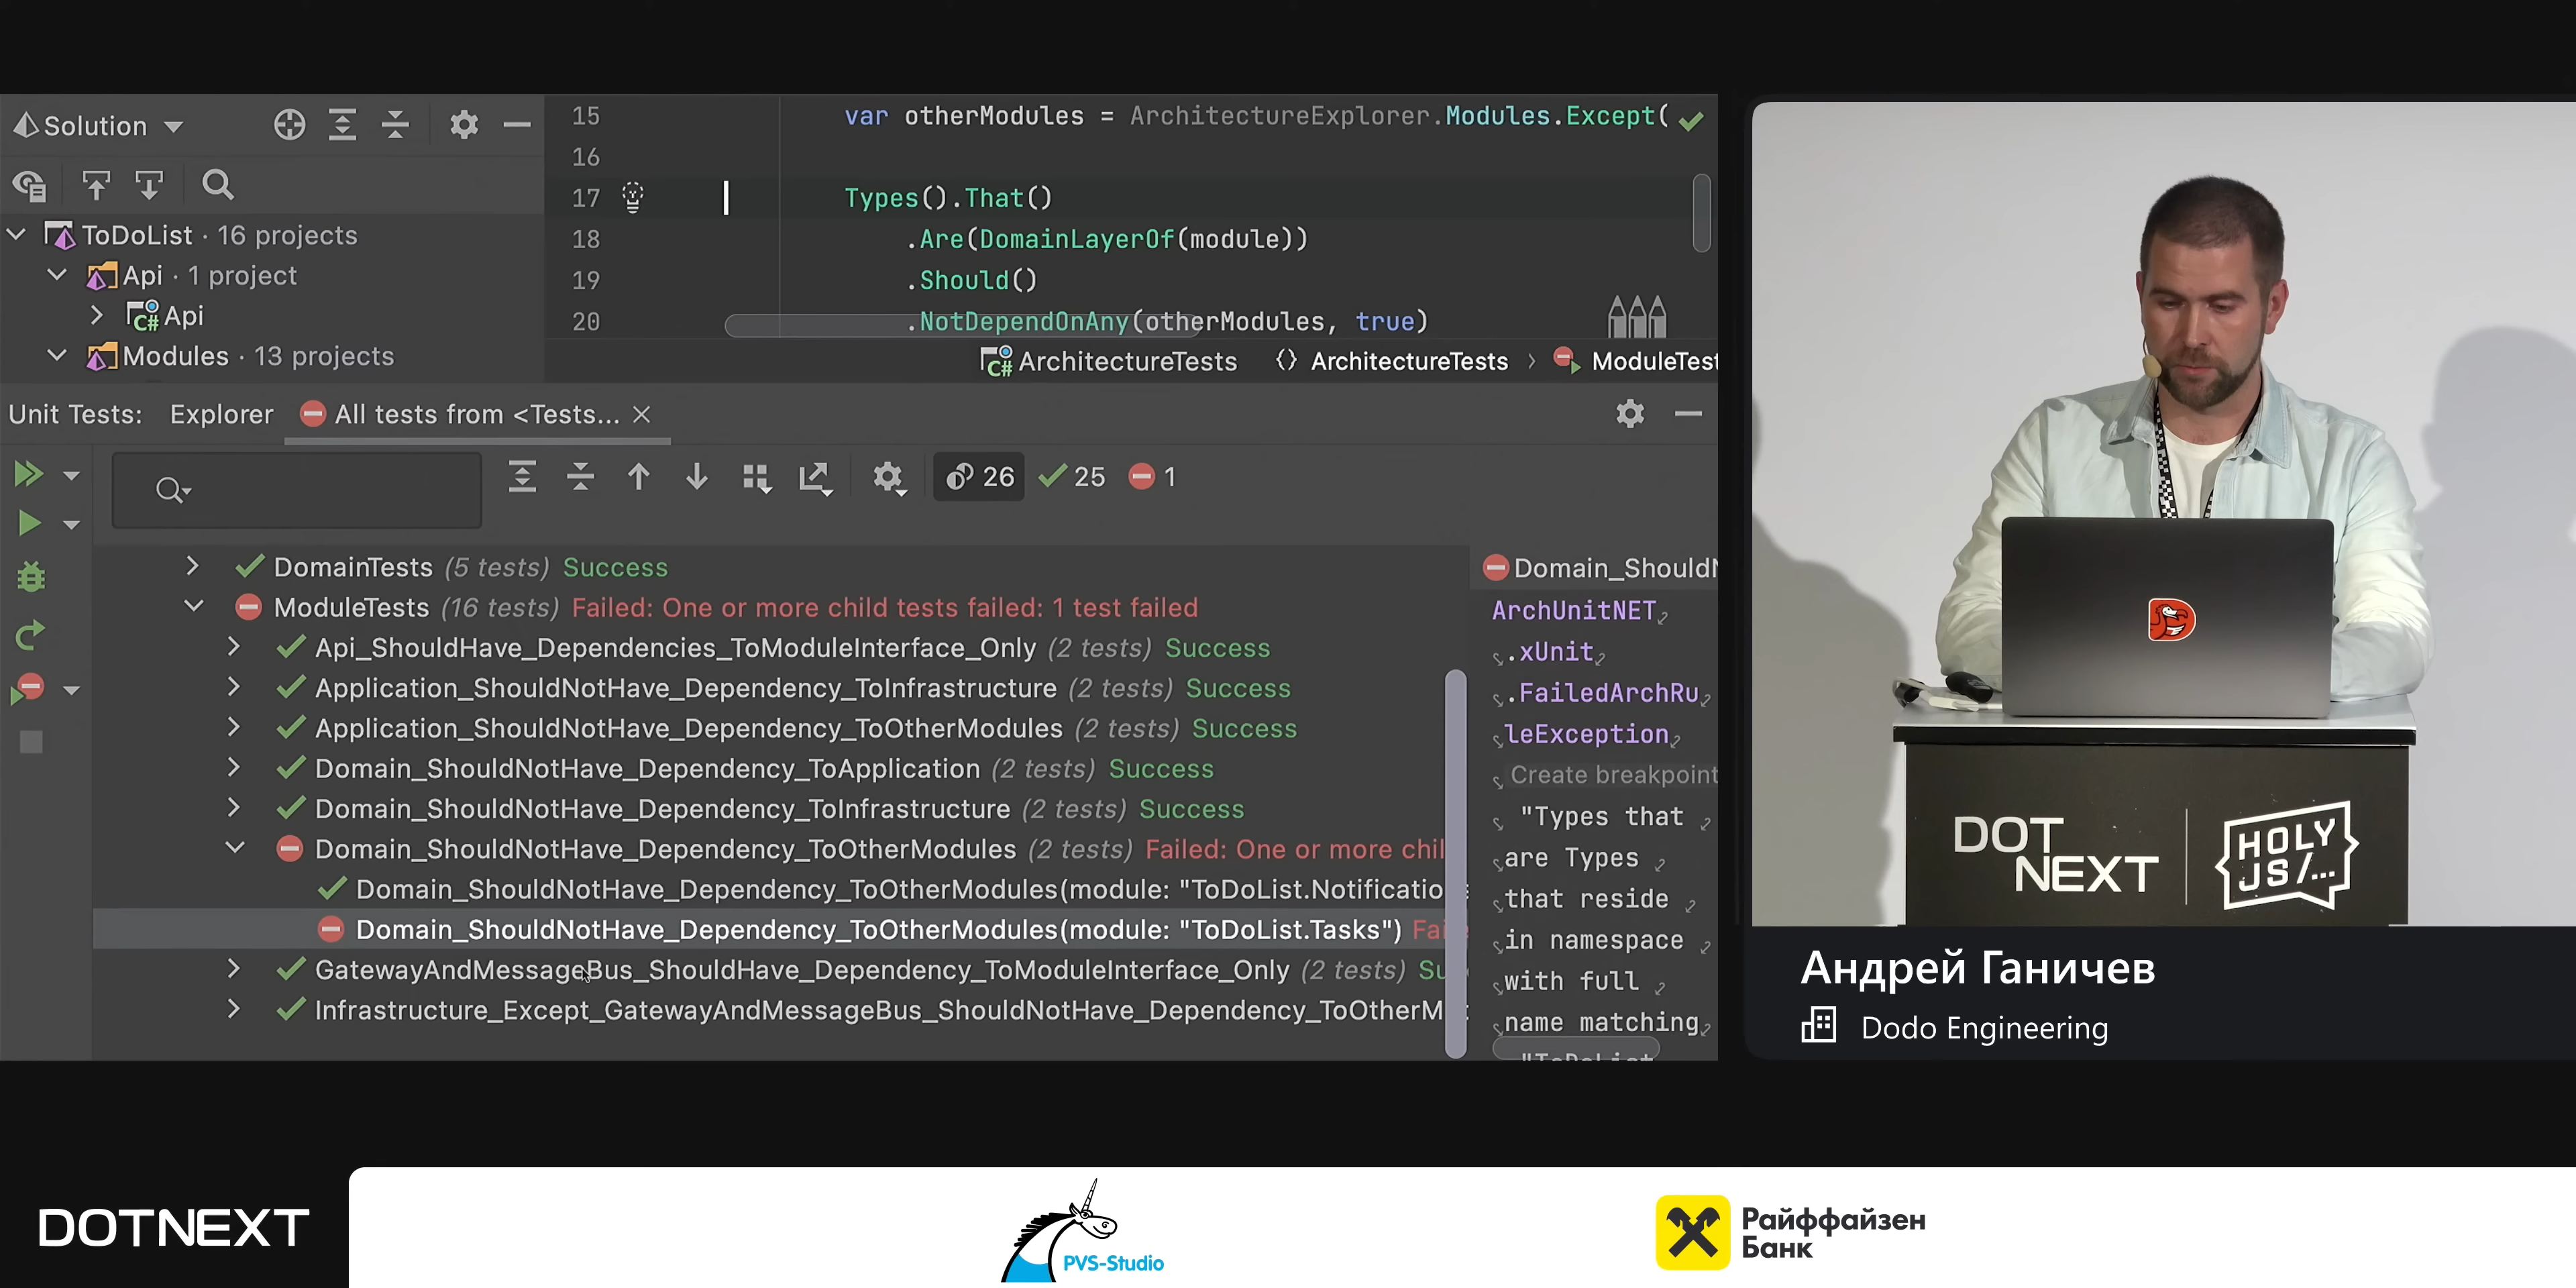 Solution
ToDoList · 16 projects
Api · 1 project
C# Api
Modules · 13 projects
15 var otherModules = ArchitectureExplorer.Modules.Except(
16
17 Types().That()
18 .Are(DomainLayerOf(module))
19 .Should()
20 .NotDependOnAny(otherModules, true)
C# ArchitectureTests {} ArchitectureTests › ModuleTest
Unit Tests: Explorer All tests from <Tests...
26 25 1
DomainTests (5 tests) Success
ModuleTests (16 tests) Failed: One or more child tests failed: 1 test failed
Api_ShouldHave_Dependencies_ToModuleInterface_Only (2 tests) Success
Application_ShouldNotHave_Dependency_ToInfrastructure (2 tests) Success
Application_ShouldNotHave_Dependency_ToOtherModules (2 tests) Success
Domain_ShouldNotHave_Dependency_ToApplication (2 tests) Success
Domain_ShouldNotHave_Dependency_ToInfrastructure (2 tests) Success
Domain_ShouldNotHave_Dependency_ToOtherModules (2 tests) Failed: One or more chil
Domain_ShouldNotHave_Dependency_ToOtherModules(module: "ToDoList.Notificatio
Domain_ShouldNotHave_Dependency_ToOtherModules(module: "ToDoList.Tasks") Fai
GatewayAndMessageBus_ShouldHave_Dependency_ToModuleInterface_Only (2 tests) Su
Infrastructure_Except_GatewayAndMessageBus_ShouldNotHave_Dependency_ToOtherM
Domain_Should
ArchUnitNET
.xUnit
.FailedArchRu
leException
Create breakpoint
"Types that
are Types
that reside
in namespace
with full
name matching
"ToDoList
DOT
NEXT
HOLY
JS/...
Андрей Ганичев
Dodo Engineering
DOTNEXT
PVS-Studio
Райффайзен
Банк